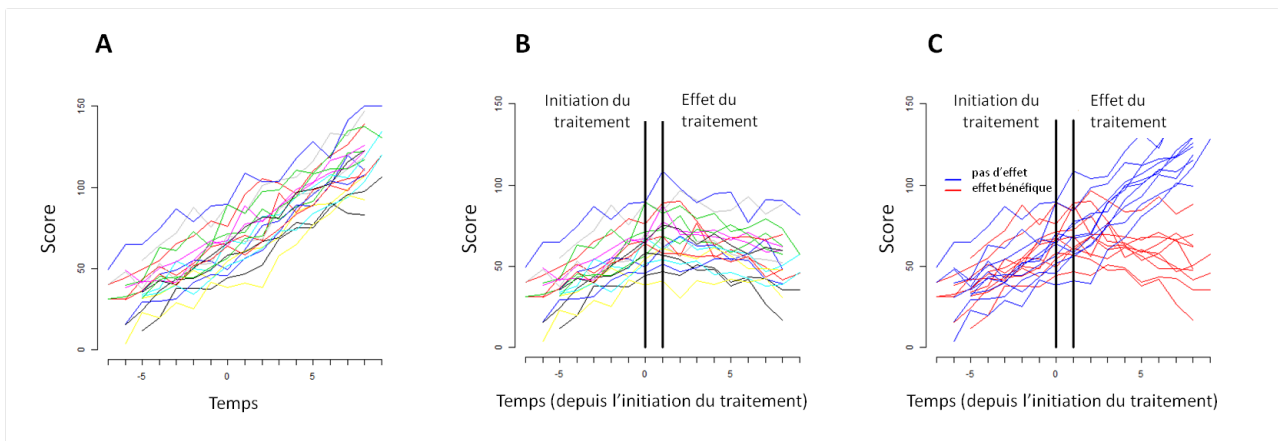 A
Score
150
100
50
0
-5
0
5
Temps
B
Score
150
100
50
0
Initiation du
traitement
Effet du
traitement
-5
0
5
Temps (depuis l’initiation du traitement)
C
Score
150
100
50
0
Initiation du
traitement
Effet du
traitement
pas d’effet
effet bénéfique
-5
0
5
Temps (depuis l’initiation du traitement)